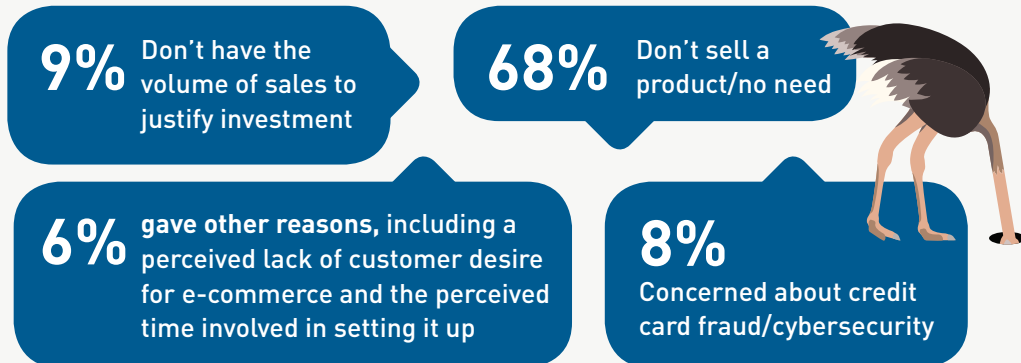 9%
Don’t have the
volume of sales to
justify investment
68%
Don’t sell a
product/no need
6%
gave other reasons, including a
perceived lack of customer desire
for e-commerce and the perceived
time involved in setting it up
8%
Concerned about credit
card fraud/cybersecurity